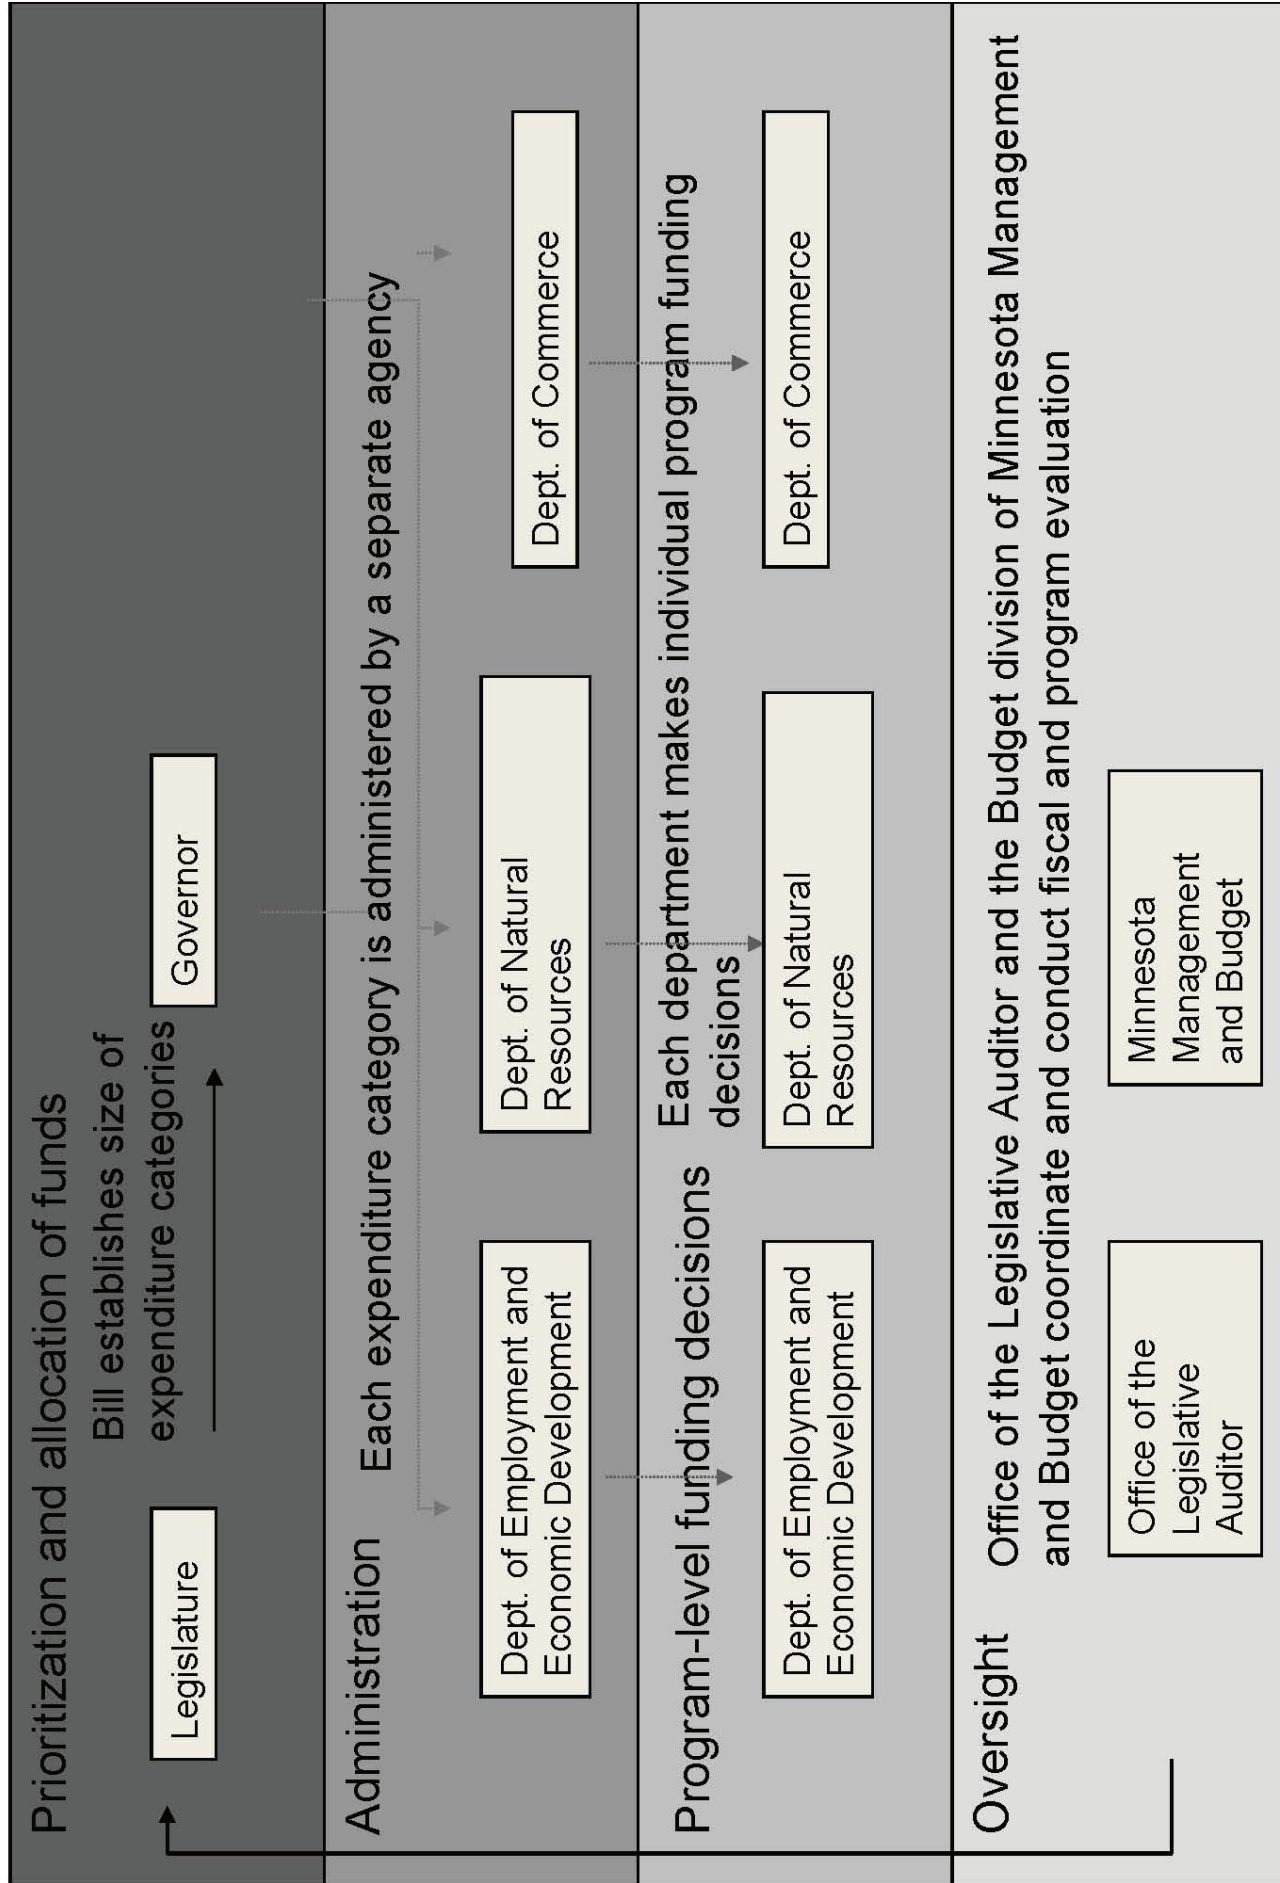 Prioritization and allocation of funds
Bill establishes size of
expenditure categories
Legislature
Governor
Administration
Each expenditure category is administered by a separate agency
Dept. of Employment and
Economic Development
Dept. of Natural
Resources
Dept. of Commerce
Program-level funding decisions
Each department makes individual program funding
decisions
Dept. of Employment and
Economic Development
Dept. of Natural
Resources
Dept. of Commerce
Oversight
Office of the Legislative Auditor and the Budget division of Minnesota Management
and Budget coordinate and conduct fiscal and program evaluation
Office of the
Legislative
Auditor
Minnesota
Management
and Budget